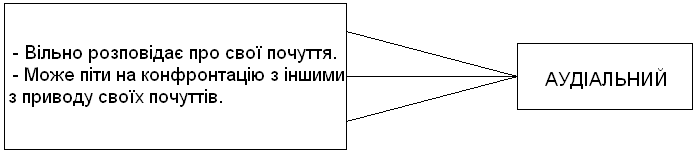 - Вільно розповідає про свої почуття.
- Може піти на конфронтацію з іншими
з приводу своїх почуттів.
АУДІАЛЬНИЙ